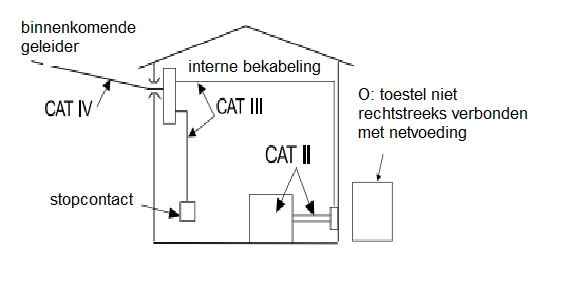 binnenkomende
geleider
interne bekabeling
CAT IV
CAT III
O: toestel niet
rechtstreeks verbonden
met netvoeding
CAT II
stopcontact